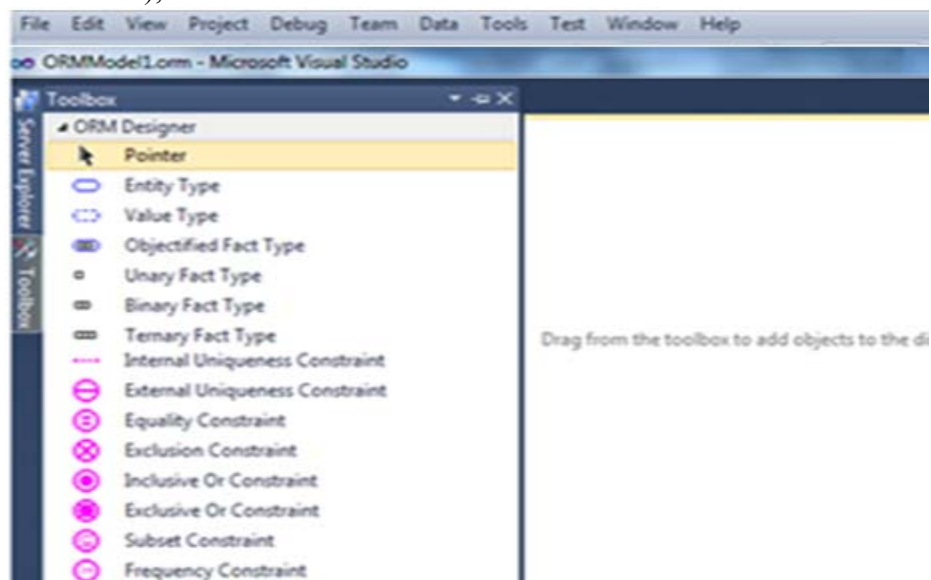 File Edit View Project Debug Team Data Tools Test Window Help
ORMModel1.orm - Microsoft Visual Studio
Server Explorer
Toolbox
Toolbox
ORM Designer
Pointer
Entity Type
Value Type
Objectified Fact Type
Unary Fact Type
Binary Fact Type
Ternary Fact Type
Internal Uniqueness Constraint
External Uniqueness Constraint
Equality Constraint
Exclusion Constraint
Inclusive Or Constraint
Exclusive Or Constraint
Subset Constraint
Frequency Constraint
Drag from the toolbox to add objects to the di